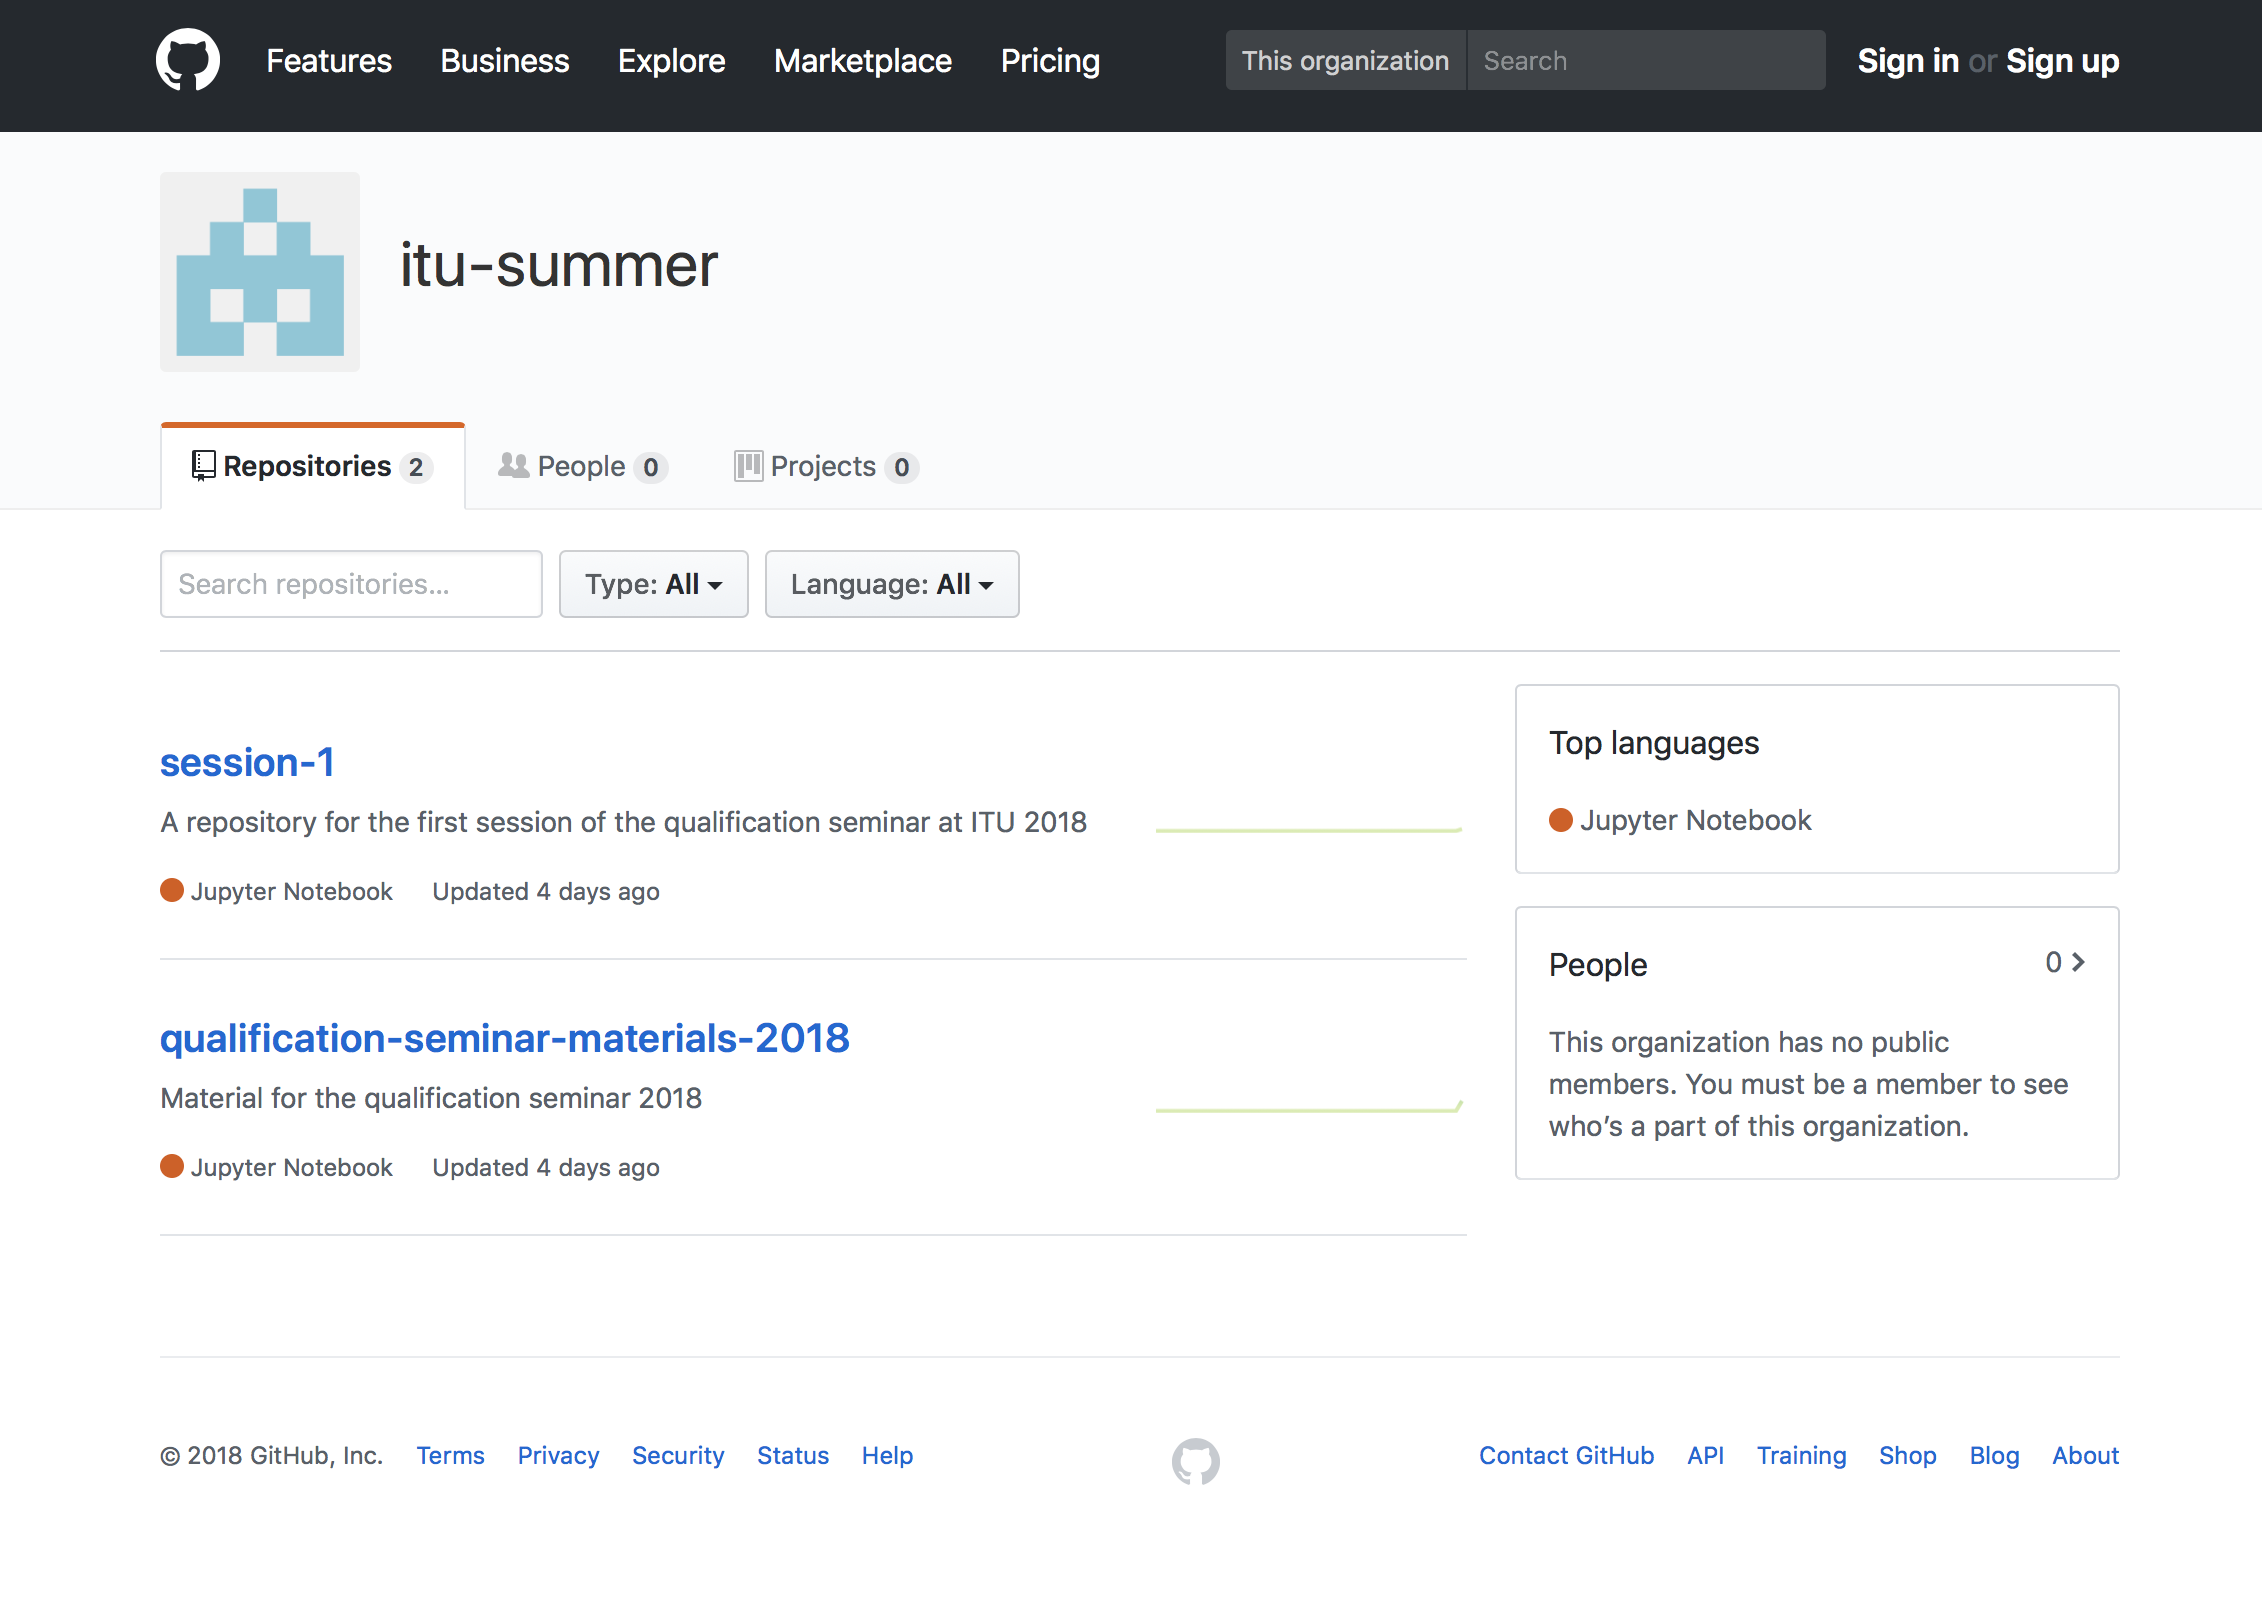 Features Business Explore Marketplace Pricing This organization Search Sign in or Sign up
itu-summer
Repositories 2 People 0 Projects 0
Search repositories... Type: All Language: All
session-1
A repository for the first session of the qualification seminar at ITU 2018
Jupyter Notebook Updated 4 days ago
qualification-seminar-materials-2018
Material for the qualification seminar 2018
Jupyter Notebook Updated 4 days ago
Top languages
Jupyter Notebook
People 0
This organization has no public
members. You must be a member to see
who’s a part of this organization.
© 2018 GitHub, Inc. Terms Privacy Security Status Help Contact GitHub API Training Shop Blog About